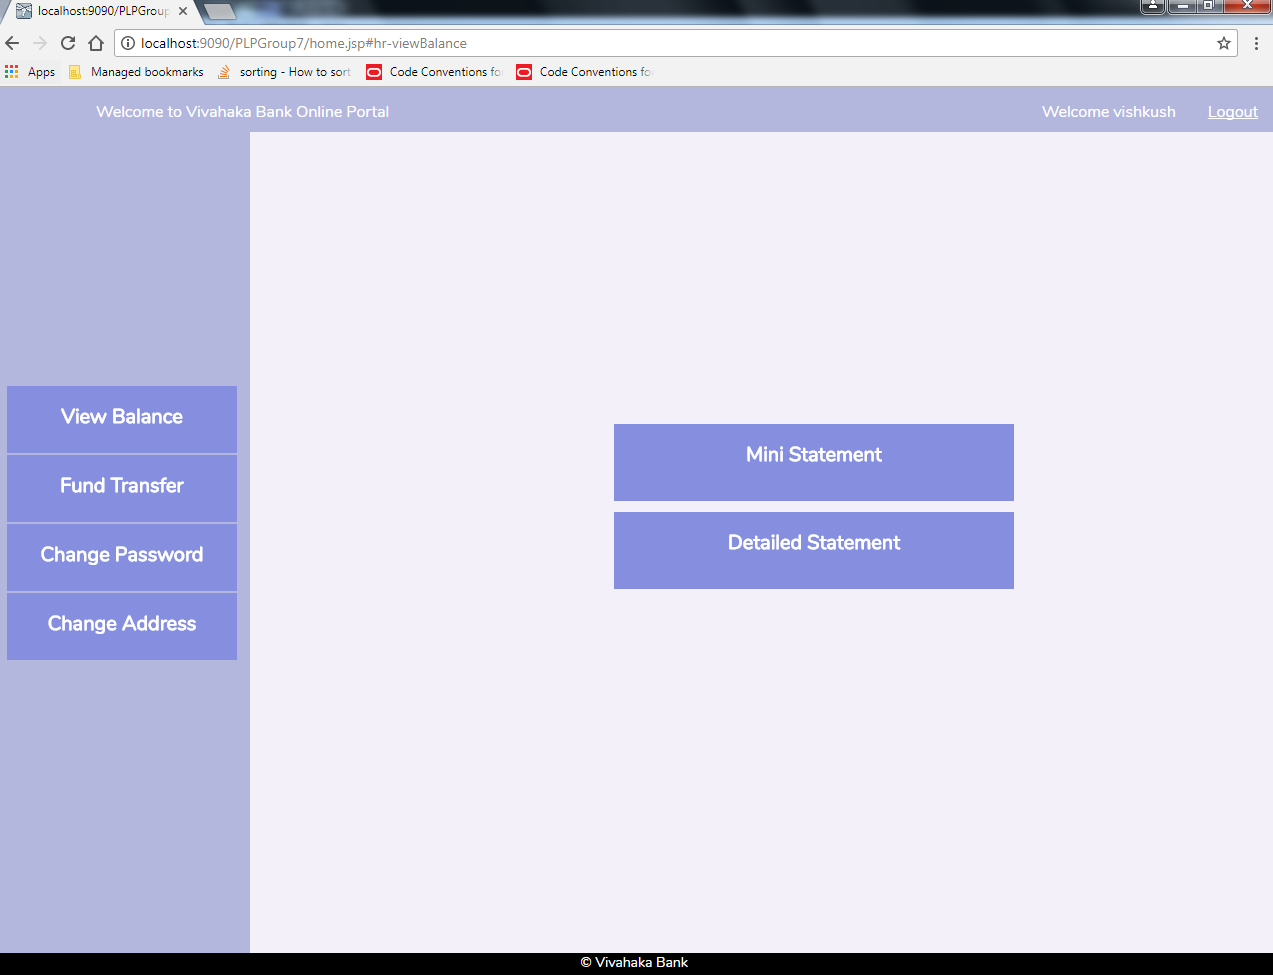 localhost:9090/PLPGroup
localhost:9090/PLPGroup7/home.jsp#hr-viewBalance
Apps Managed bookmarks sorting - How to sort Code Conventions fo Code Conventions fo
Welcome to Vivahaka Bank Online Portal Welcome vishkush Logout
View Balance
Fund Transfer
Change Password
Change Address
Mini Statement
Detailed Statement
© Vivahaka Bank